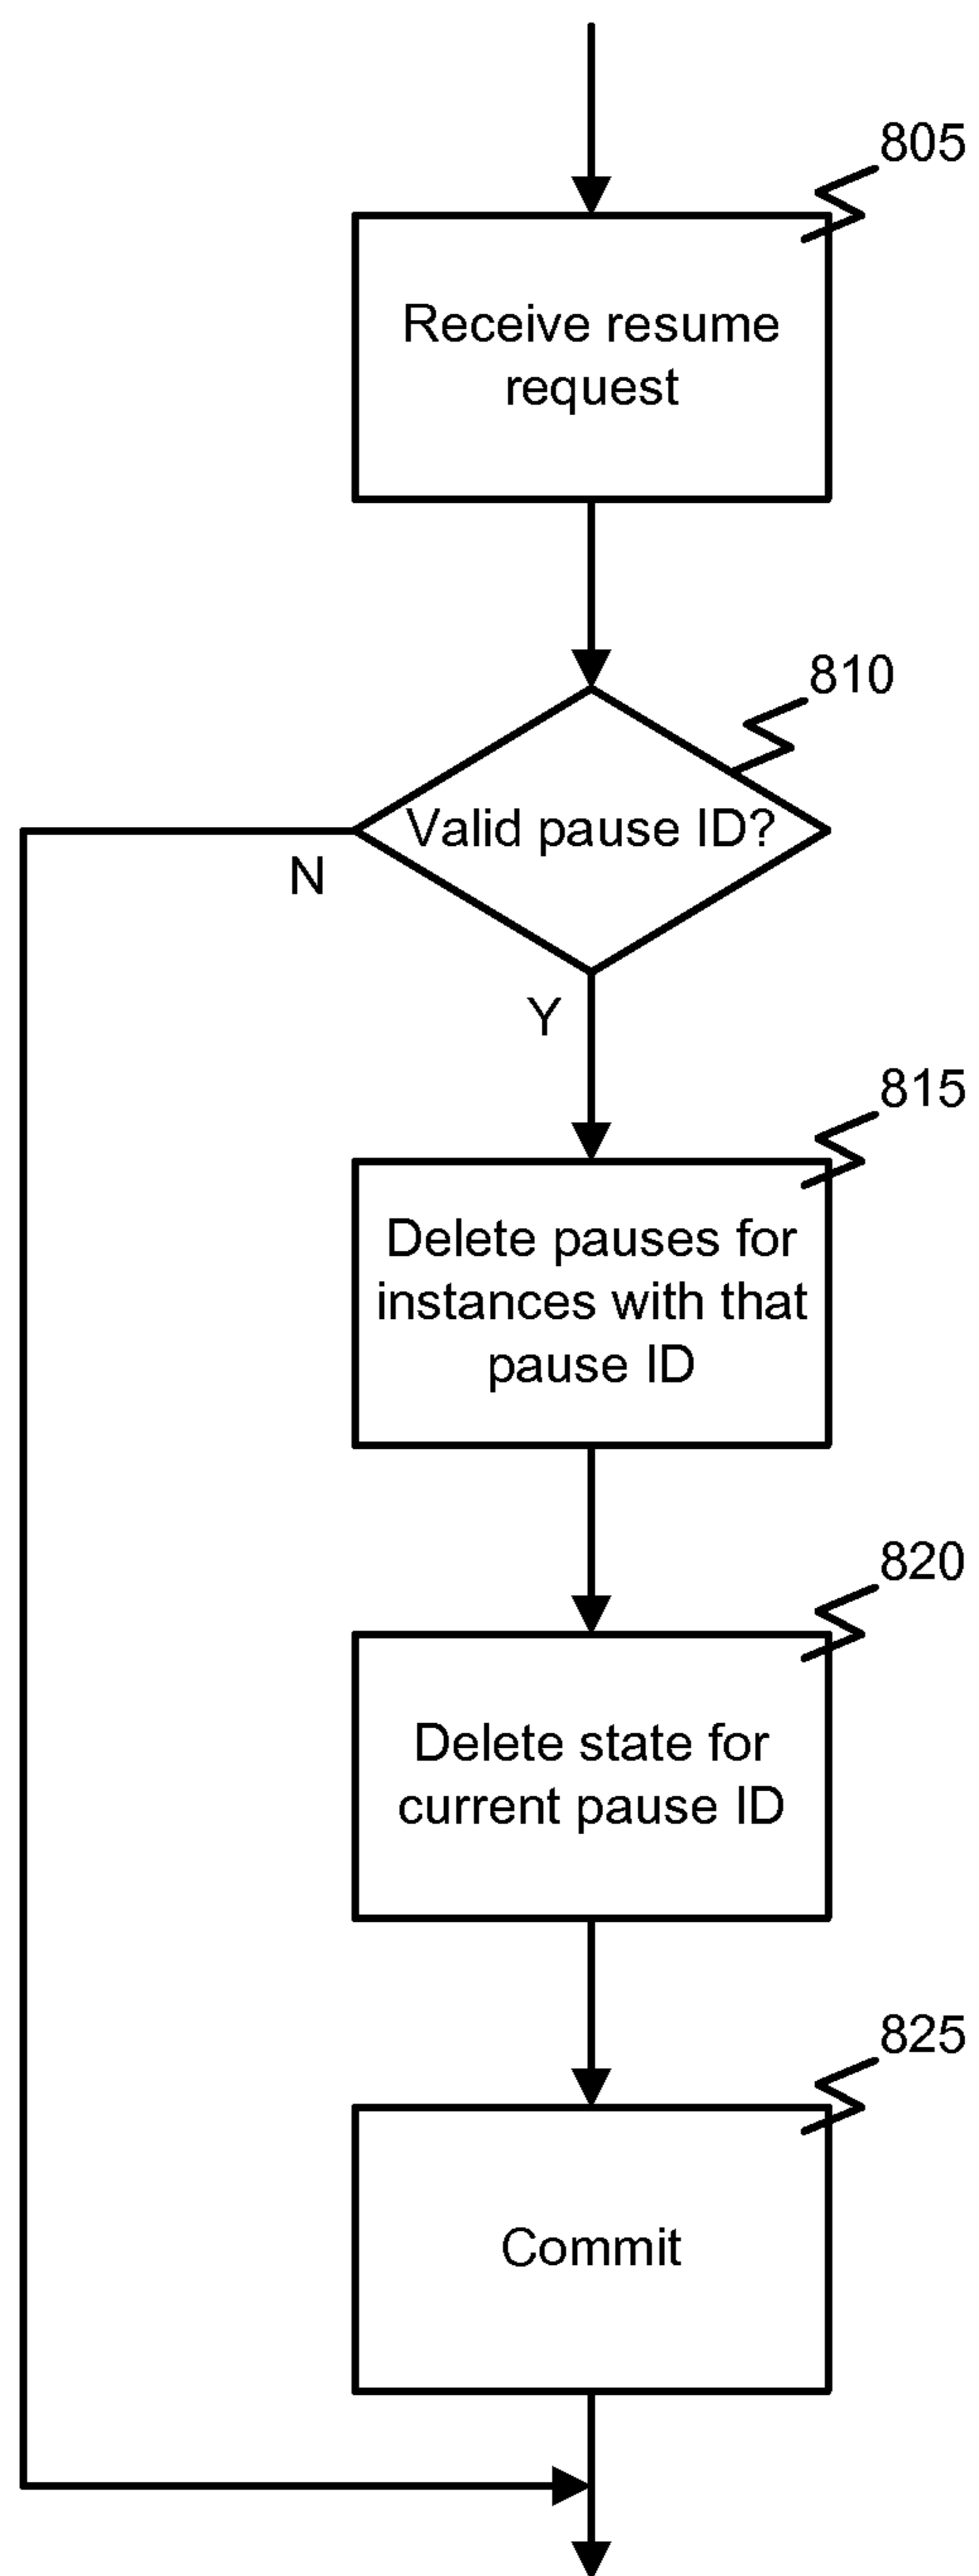 805
Receive resume
request
810
Valid pause ID?
N
Y
815
Delete pauses for
instances with that
pause ID
820
Delete state for
current pause ID
825
Commit